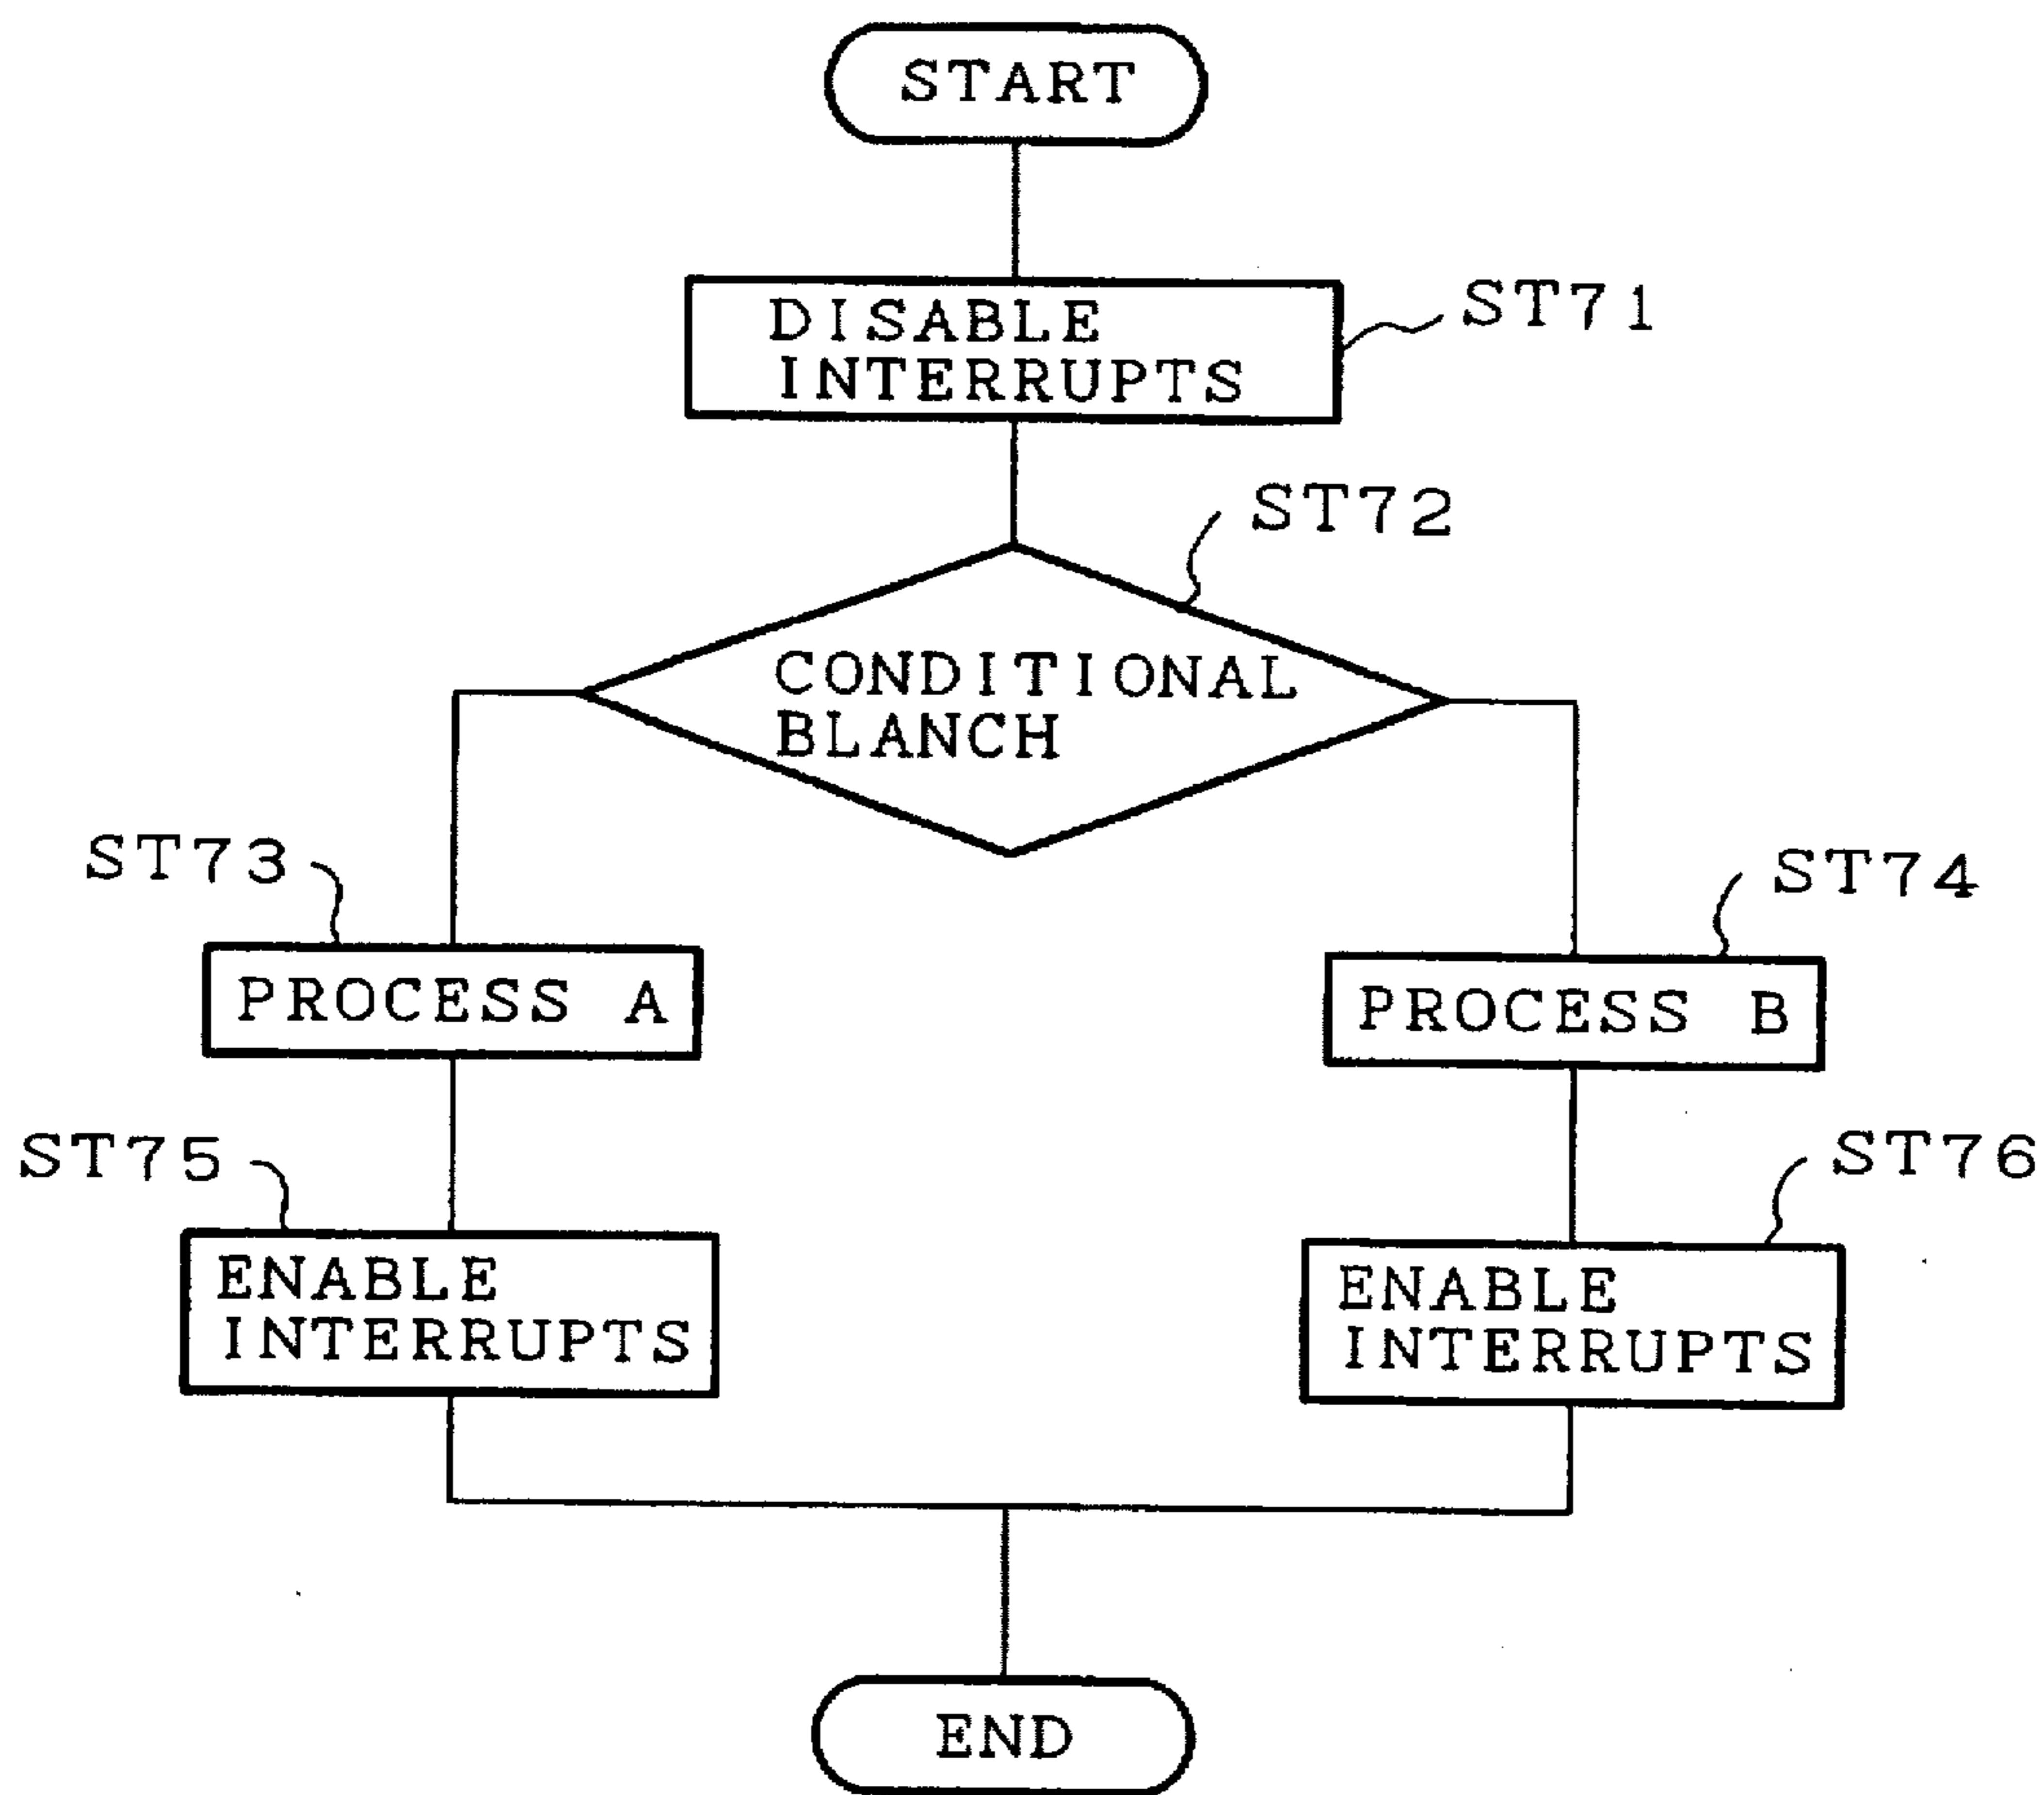 START
DISABLE
INTERRUPTS
ST71
ST72
CONDITIONAL
BLANCH
ST73
ST74
PROCESS A
PROCESS B
ST75
ST76
ENABLE
INTERRUPTS
ENABLE
INTERRUPTS
END